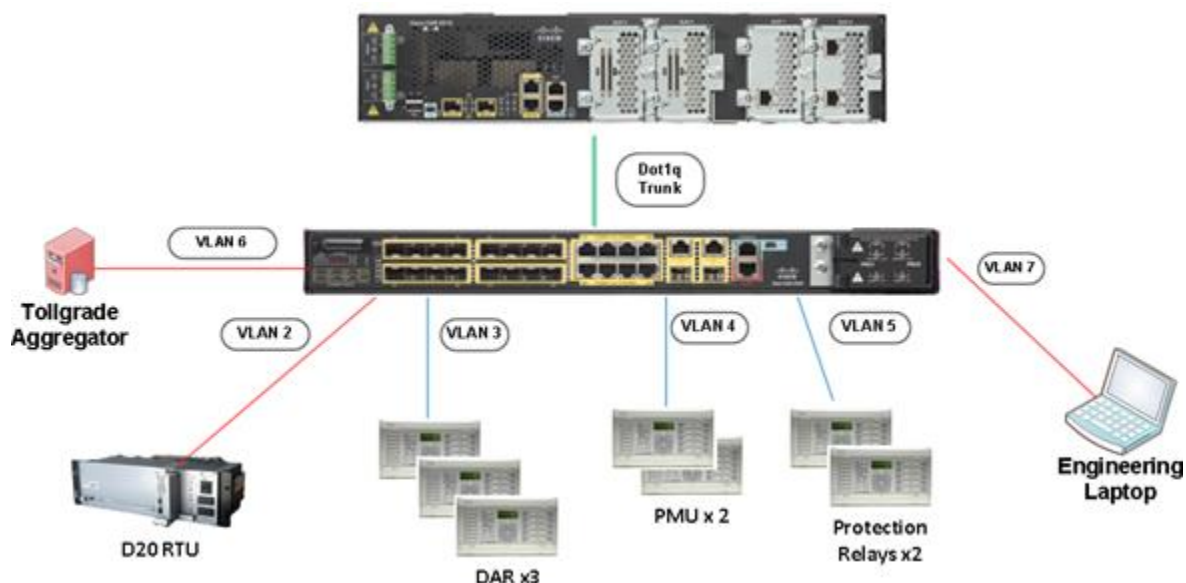 CISCO
Dot1q
Trunk
VLAN 6
VLAN 7
Tollgrade
Aggregator
VLAN 2
VLAN 3
VLAN 4
VLAN 5
D20 RTU
DAR x3
PMU x 2
Protection
Relays x2
Engineering
Laptop